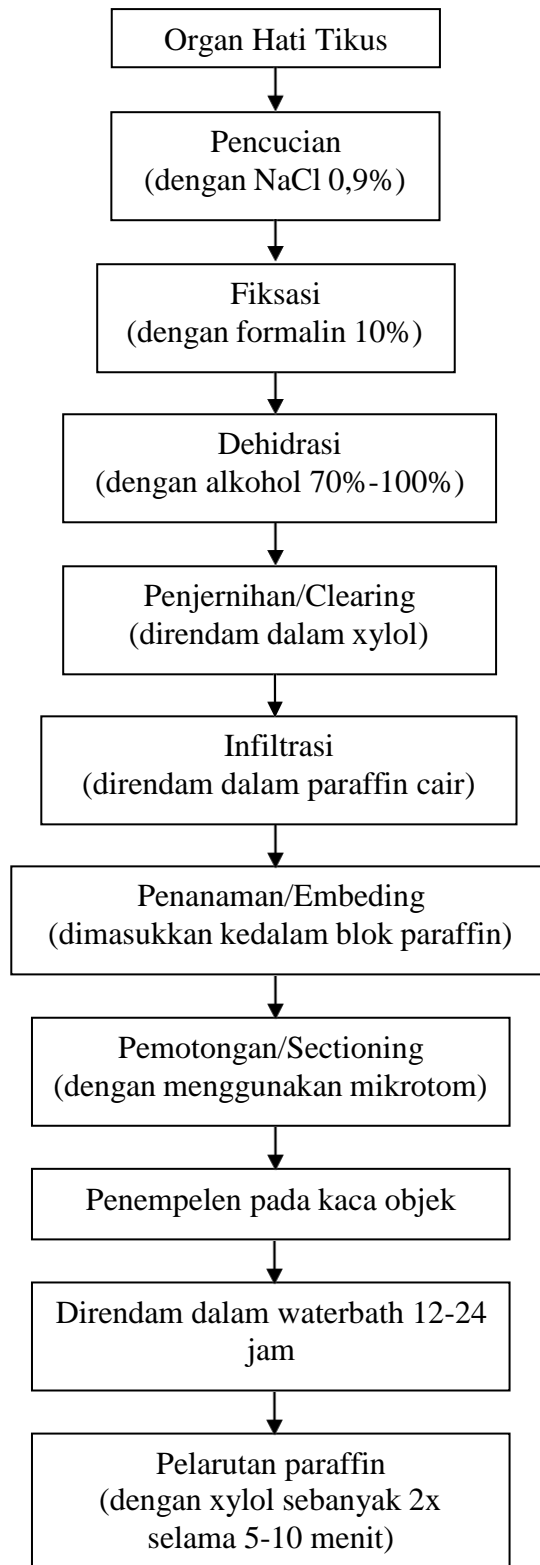 Organ Hati Tikus
Pencucian
(dengan NaCl 0,9%)
Fiksasi
(dengan formalin 10%)
Dehidrasi
(dengan alkohol 70%-100%)
Penjernihan/Clearing
(direndam dalam xylol)
Infiltrasi
(direndam dalam paraffin cair)
Penanaman/Embeding
(dimasukkan kedalam blok paraffin)
Pemotongan/Sectioning
(dengan menggunakan mikrotom)
Penempelen pada kaca objek
Direndam dalam waterbath 12-24
jam
Pelarutan paraffin
(dengan xylol sebanyak 2x
selama 5-10 menit)